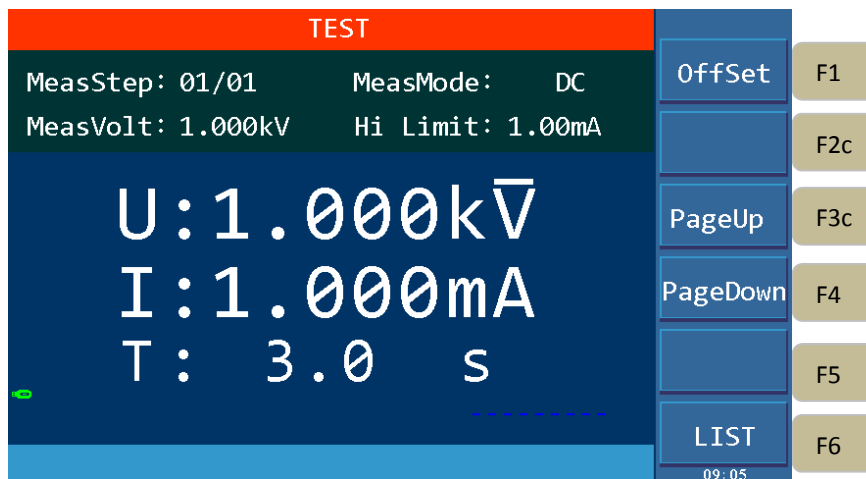 TEST
MeasStep: 01/01 MeasMode: DC
MeasVolt: 1.000kV Hi Limit: 1.00mA
U:1.000kV̅
I:1.000mA
T: 3.0 s
---------
OffSet
PageUp
PageDown
LIST
09:05
F1
F2c
F3c
F4
F5
F6